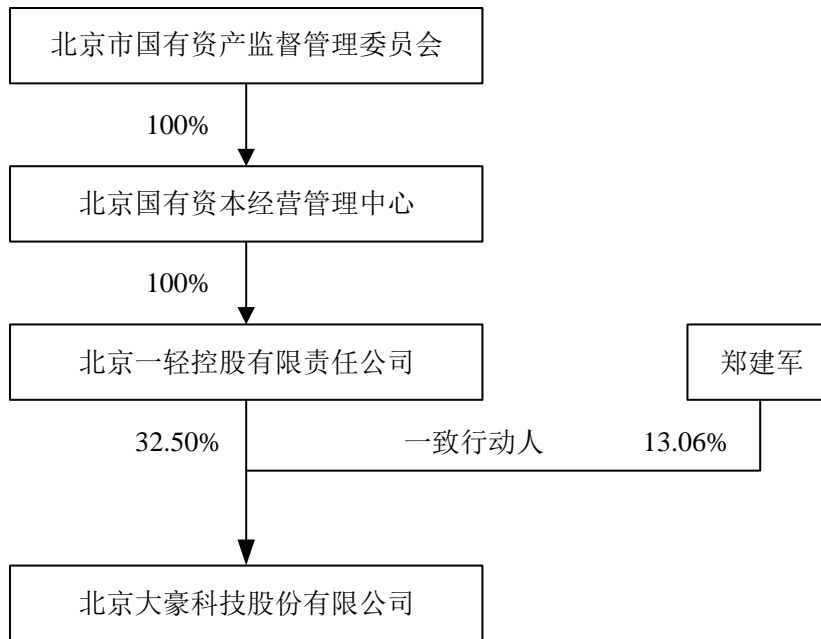 北京市国有资产监督管理委员会
100%
北京国有资本经营管理中心
100%
北京一轻控股有限责任公司
郑建军
32.50%
一致行动人
13.06%
北京大豪科技股份有限公司